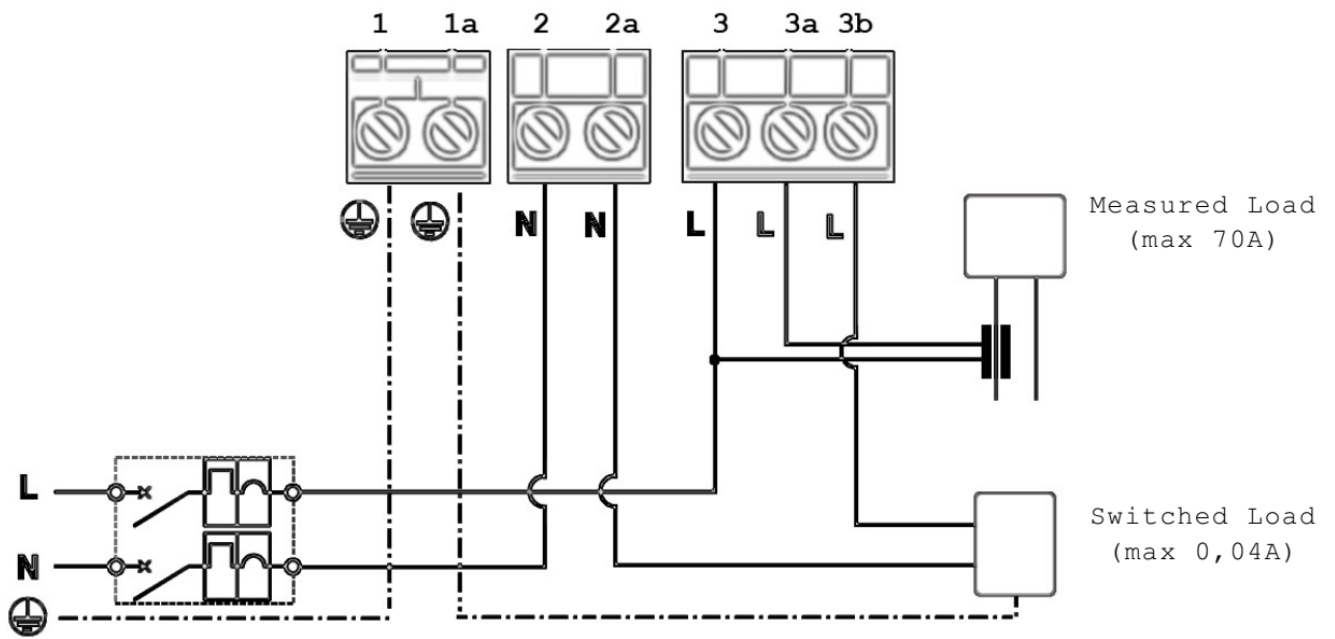 1 1a 2 2a 3 3a 3b
N N L L L
Measured Load
(max 70A)
L
Switched Load
(max 0,04A)
N